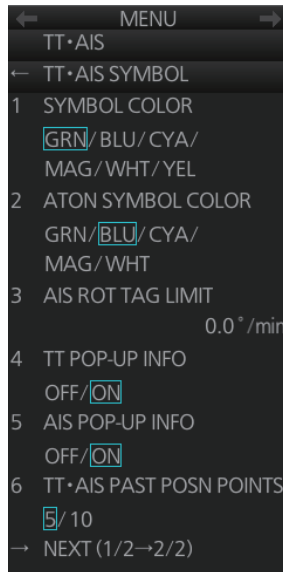 ← MENU →
TT•AIS
← TT•AIS SYMBOL
1 SYMBOL COLOR
GRN/BLU/CYA/
MAG/WHT/YEL
2 ATON SYMBOL COLOR
GRN/BLU/CYA/
MAG/WHT
3 AIS ROT TAG LIMIT
0.0°/min
4 TT POP-UP INFO
OFF/ON
5 AIS POP-UP INFO
OFF/ON
6 TT•AIS PAST POSN POINTS
5/10
→ NEXT (1/2→2/2)